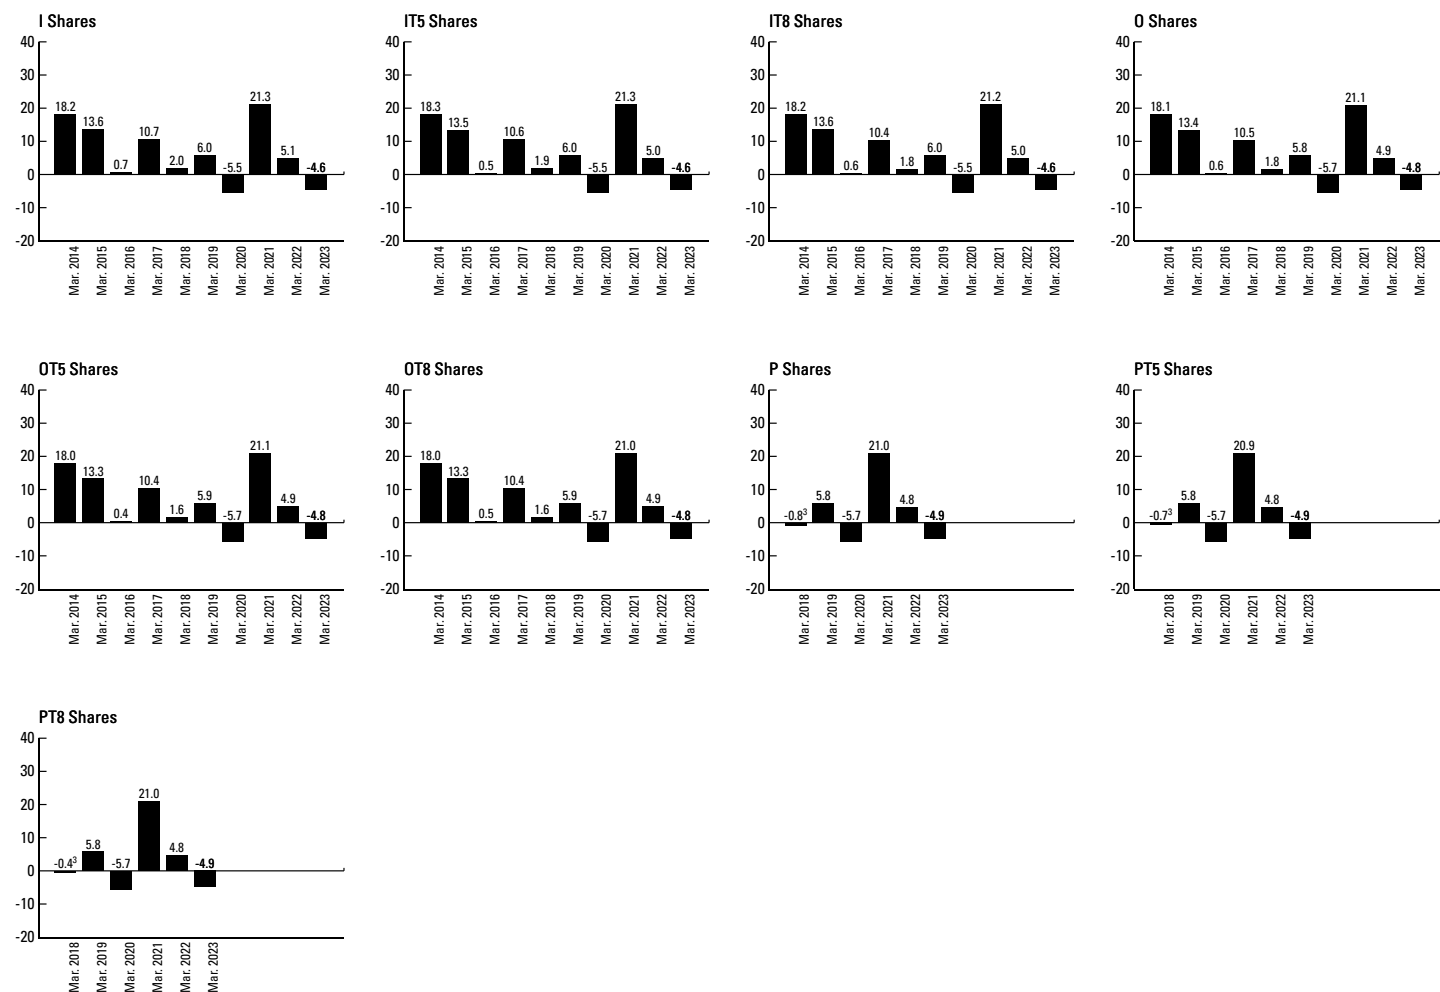 I Shares
40
30
20
10
0
-10
-20
18.2
13.6
0.7
10.7
2.0
6.0
-5.5
21.3
5.1
-4.6
Mar. 2014
Mar. 2015
Mar. 2016
Mar. 2017
Mar. 2018
Mar. 2019
Mar. 2020
Mar. 2021
Mar. 2022
Mar. 2023
IT5 Shares
40
30
20
10
0
-10
-20
18.3
13.5
0.5
10.6
1.9
6.0
-5.5
21.3
5.0
-4.6
Mar. 2014
Mar. 2015
Mar. 2016
Mar. 2017
Mar. 2018
Mar. 2019
Mar. 2020
Mar. 2021
Mar. 2022
Mar. 2023
IT8 Shares
40
30
20
10
0
-10
-20
18.2
13.6
0.6
10.4
1.8
6.0
-5.5
21.2
5.0
-4.6
Mar. 2014
Mar. 2015
Mar. 2016
Mar. 2017
Mar. 2018
Mar. 2019
Mar. 2020
Mar. 2021
Mar. 2022
Mar. 2023
O Shares
40
30
20
10
0
-10
-20
18.1
13.4
0.6
10.5
1.8
5.8
-5.7
21.1
4.9
-4.8
Mar. 2014
Mar. 2015
Mar. 2016
Mar. 2017
Mar. 2018
Mar. 2019
Mar. 2020
Mar. 2021
Mar. 2022
Mar. 2023
OT5 Shares
40
30
20
10
0
-10
-20
18.0
13.3
0.4
10.4
1.6
5.9
-5.7
21.1
4.9
-4.8
Mar. 2014
Mar. 2015
Mar. 2016
Mar. 2017
Mar. 2018
Mar. 2019
Mar. 2020
Mar. 2021
Mar. 2022
Mar. 2023
OT8 Shares
40
30
20
10
0
-10
-20
18.0
13.3
0.5
10.4
1.6
5.9
-5.7
21.0
4.9
-4.8
Mar. 2014
Mar. 2015
Mar. 2016
Mar. 2017
Mar. 2018
Mar. 2019
Mar. 2020
Mar. 2021
Mar. 2022
Mar. 2023
P Shares
40
30
20
10
0
-10
-20
-0.8³
5.8
-5.7
21.0
4.8
-4.9
Mar. 2018
Mar. 2019
Mar. 2020
Mar. 2021
Mar. 2022
Mar. 2023
PT5 Shares
40
30
20
10
0
-10
-20
-0.7³
5.8
-5.7
20.9
4.8
-4.9
Mar. 2018
Mar. 2019
Mar. 2020
Mar. 2021
Mar. 2022
Mar. 2023
PT8 Shares
40
30
20
10
0
-10
-20
-0.4³
5.8
-5.7
21.0
4.8
-4.9
Mar. 2018
Mar. 2019
Mar. 2020
Mar. 2021
Mar. 2022
Mar. 2023